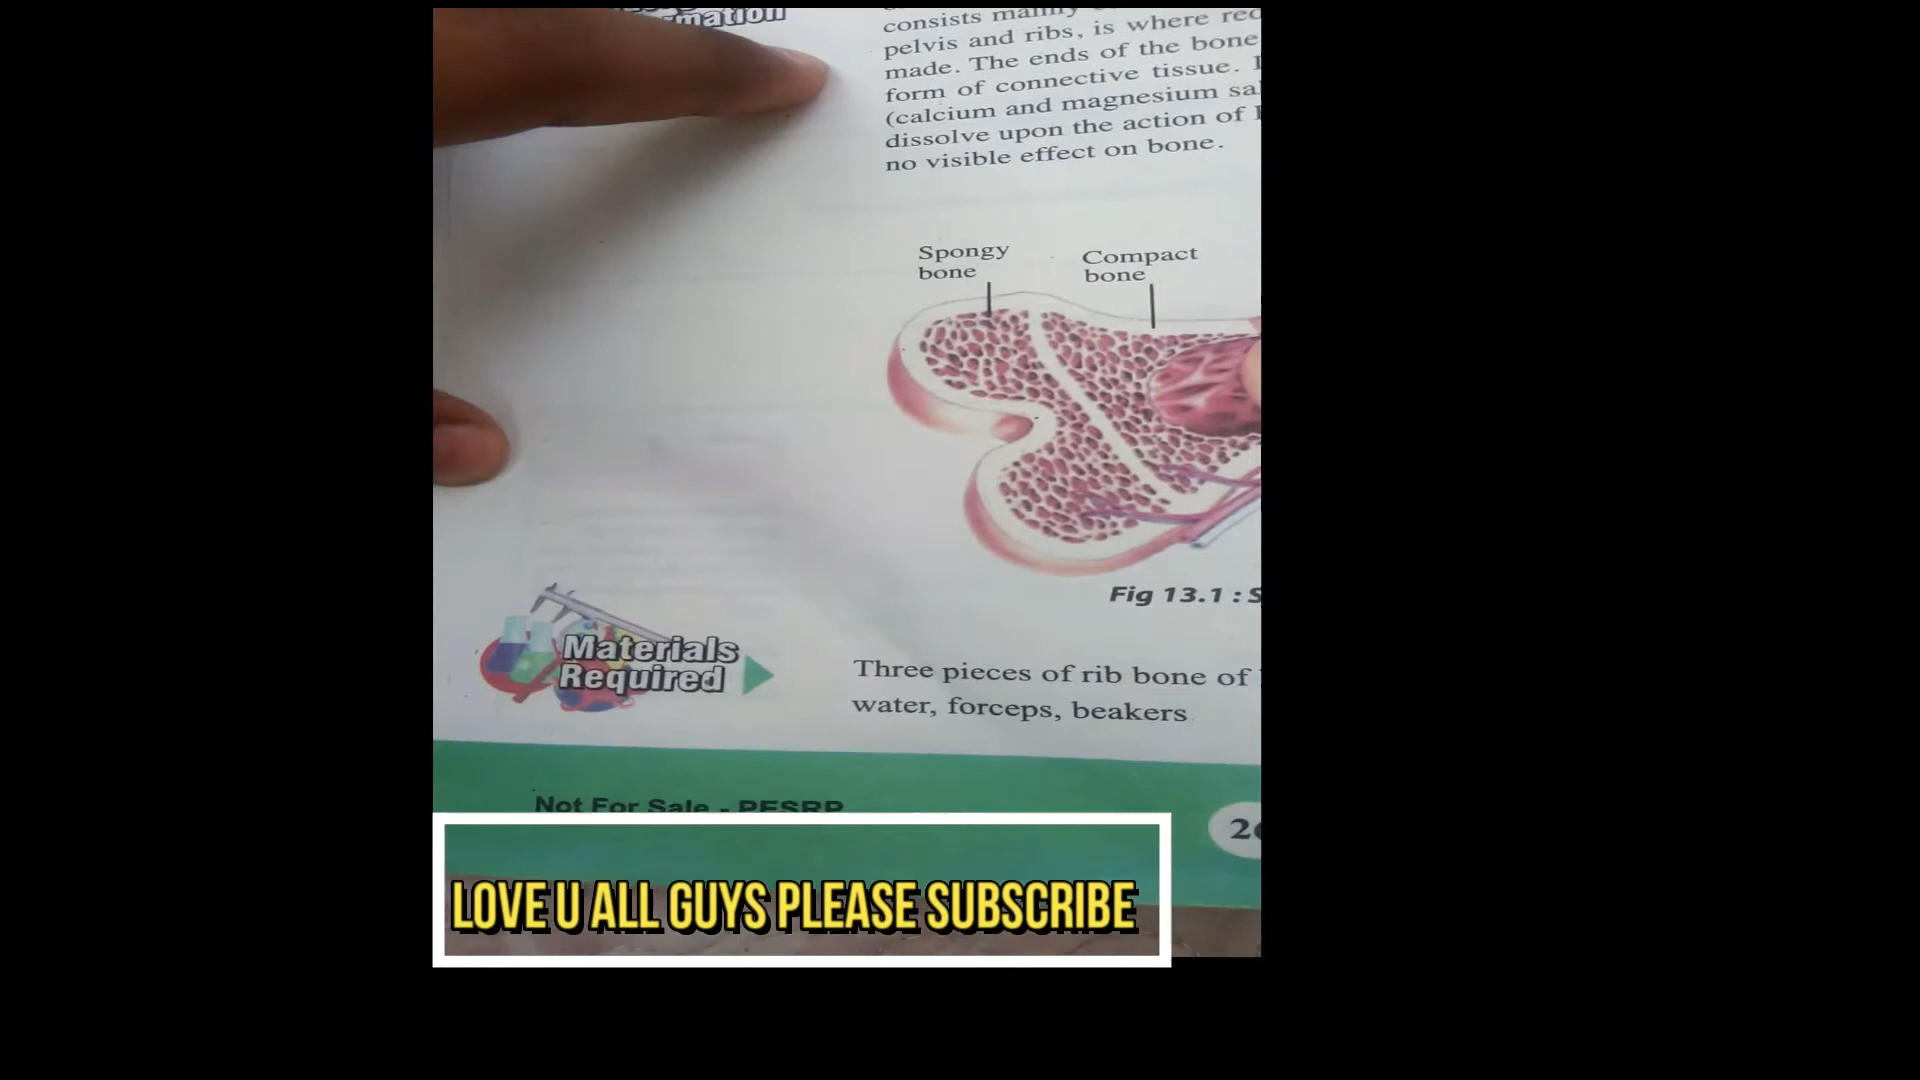 consists mainly
pelvis and ribs, is where red
made. The ends of the bone
form of connective tissue.
(calcium and magnesium
dissolve upon the action of
no visible effect on bone.
Spongy
bone
Compact
bone
Fig 13.1 :
Materials
Required
Three pieces of rib bone of
water, forceps, beakers
Not For Sale - PESRP
LOVE U ALL GUYS PLEASE SUBSCRIBE